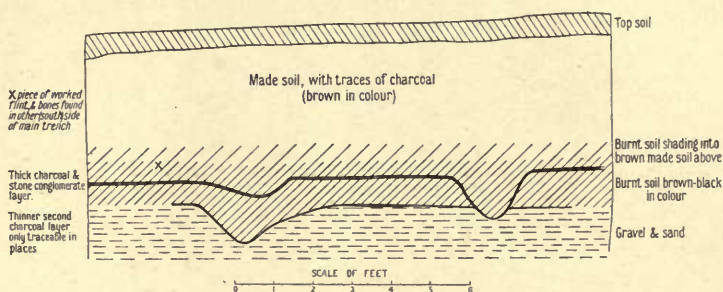 Top soil
Made soil, with traces of charcoal
(brown in colour)
X piece of worked
flint, & bones found
in other (south) side
of main trench
Burnt soil shading into
brown made soil above
X
Thick charcoal &
stone conglomerate
layer.
Burnt soil brown-black
in colour
Thinner second
charcoal layer
only traceable in
places
Gravel & sand
SCALE OF FEET
0 1 2 3 4 5 6